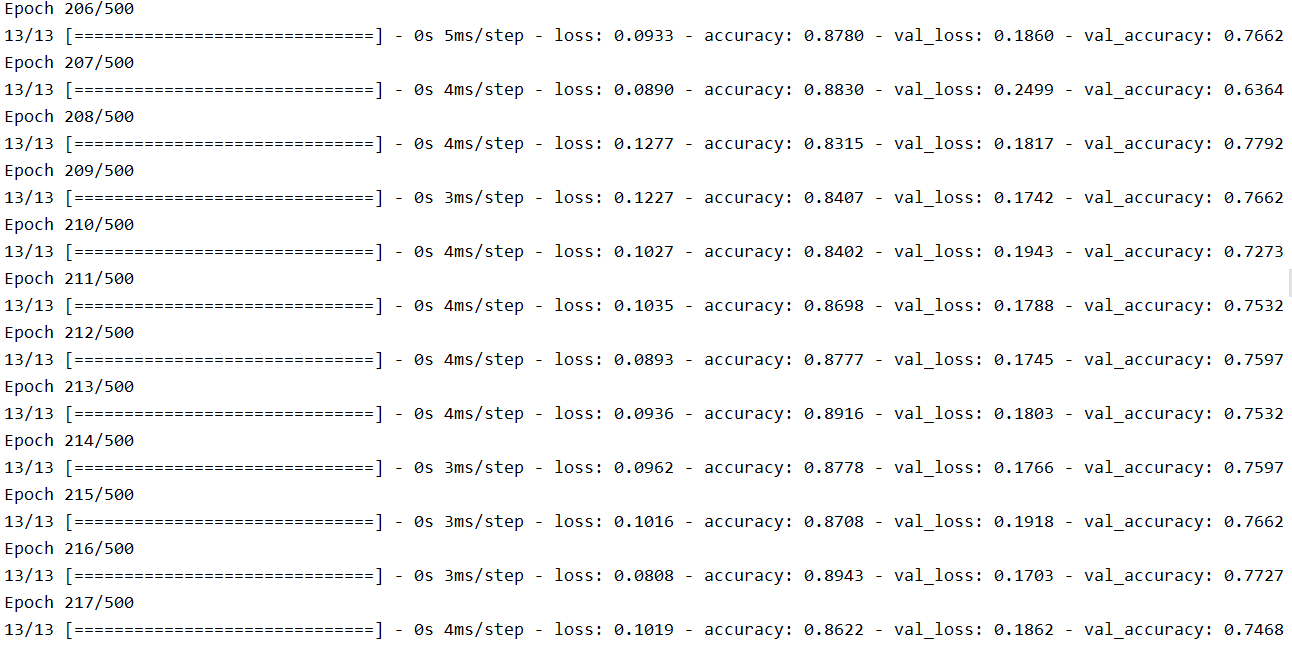 Epoch 206/500
13/13 [==============================] - 0s 5ms/step - loss: 0.0933 - accuracy: 0.8780 - val_loss: 0.1860 - val_accuracy: 0.7662
Epoch 207/500
13/13 [==============================] - 0s 4ms/step - loss: 0.0890 - accuracy: 0.8830 - val_loss: 0.2499 - val_accuracy: 0.6364
Epoch 208/500
13/13 [==============================] - 0s 4ms/step - loss: 0.1277 - accuracy: 0.8315 - val_loss: 0.1817 - val_accuracy: 0.7792
Epoch 209/500
13/13 [==============================] - 0s 3ms/step - loss: 0.1227 - accuracy: 0.8407 - val_loss: 0.1742 - val_accuracy: 0.7662
Epoch 210/500
13/13 [==============================] - 0s 4ms/step - loss: 0.1027 - accuracy: 0.8402 - val_loss: 0.1943 - val_accuracy: 0.7273
Epoch 211/500
13/13 [==============================] - 0s 4ms/step - loss: 0.1035 - accuracy: 0.8698 - val_loss: 0.1788 - val_accuracy: 0.7532
Epoch 212/500
13/13 [==============================] - 0s 4ms/step - loss: 0.0893 - accuracy: 0.8777 - val_loss: 0.1745 - val_accuracy: 0.7597
Epoch 213/500
13/13 [==============================] - 0s 4ms/step - loss: 0.0936 - accuracy: 0.8916 - val_loss: 0.1803 - val_accuracy: 0.7532
Epoch 214/500
13/13 [==============================] - 0s 3ms/step - loss: 0.0962 - accuracy: 0.8778 - val_loss: 0.1766 - val_accuracy: 0.7597
Epoch 215/500
13/13 [==============================] - 0s 3ms/step - loss: 0.1016 - accuracy: 0.8708 - val_loss: 0.1918 - val_accuracy: 0.7662
Epoch 216/500
13/13 [==============================] - 0s 3ms/step - loss: 0.0808 - accuracy: 0.8943 - val_loss: 0.1703 - val_accuracy: 0.7727
Epoch 217/500
13/13 [==============================] - 0s 4ms/step - loss: 0.1019 - accuracy: 0.8622 - val_loss: 0.1862 - val_accuracy: 0.7468